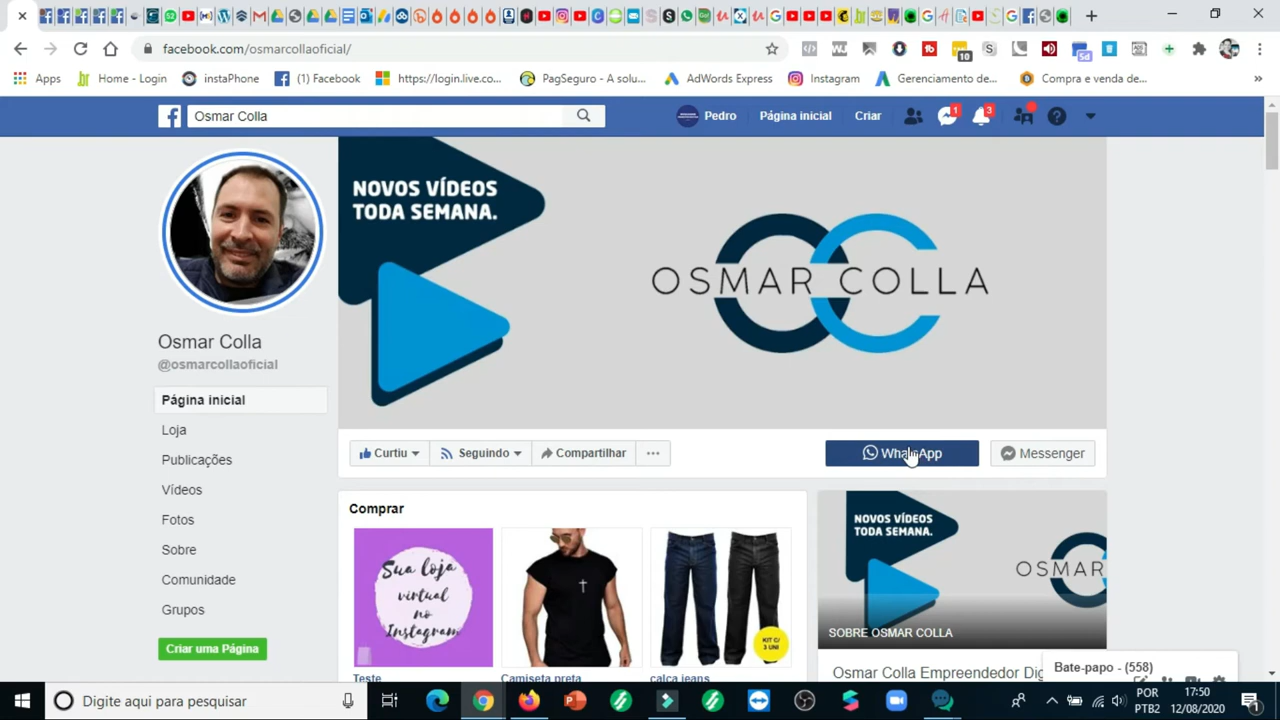 facebook.com/osmarcollaoficial/
10
5d
Apps
Home - Login
instaPhone
(1) Facebook
https://login.live.co...
PagSeguro - A solu...
AdWords Express
Instagram
Gerenciamento de...
Compra e venda de...
»
Osmar Colla
Pedro
Página inicial
Criar
1
3
NOVOS VÍDEOS
TODA SEMANA.
OSMAR COLLA
Osmar Colla
@osmarcollaoficial
Página inicial
Loja
Publicações
Vídeos
Fotos
Sobre
Comunidade
Grupos
Criar uma Página
Curtiu
Seguindo
Compartilhar
...
WhatsApp
Messenger
Comprar
Sua loja
virtual
no
Instagram
KIT C/
3 UNI
Teste
Camiseta preta
calça jeans
NOVOS VÍDEOS
TODA SEMANA.
OSMAR
SOBRE OSMAR COLLA
Osmar Colla Empreendedor Dig
Bate-papo - (558)
Digite aqui para pesquisar
POR
PTB2
17:50
12/08/2020
1